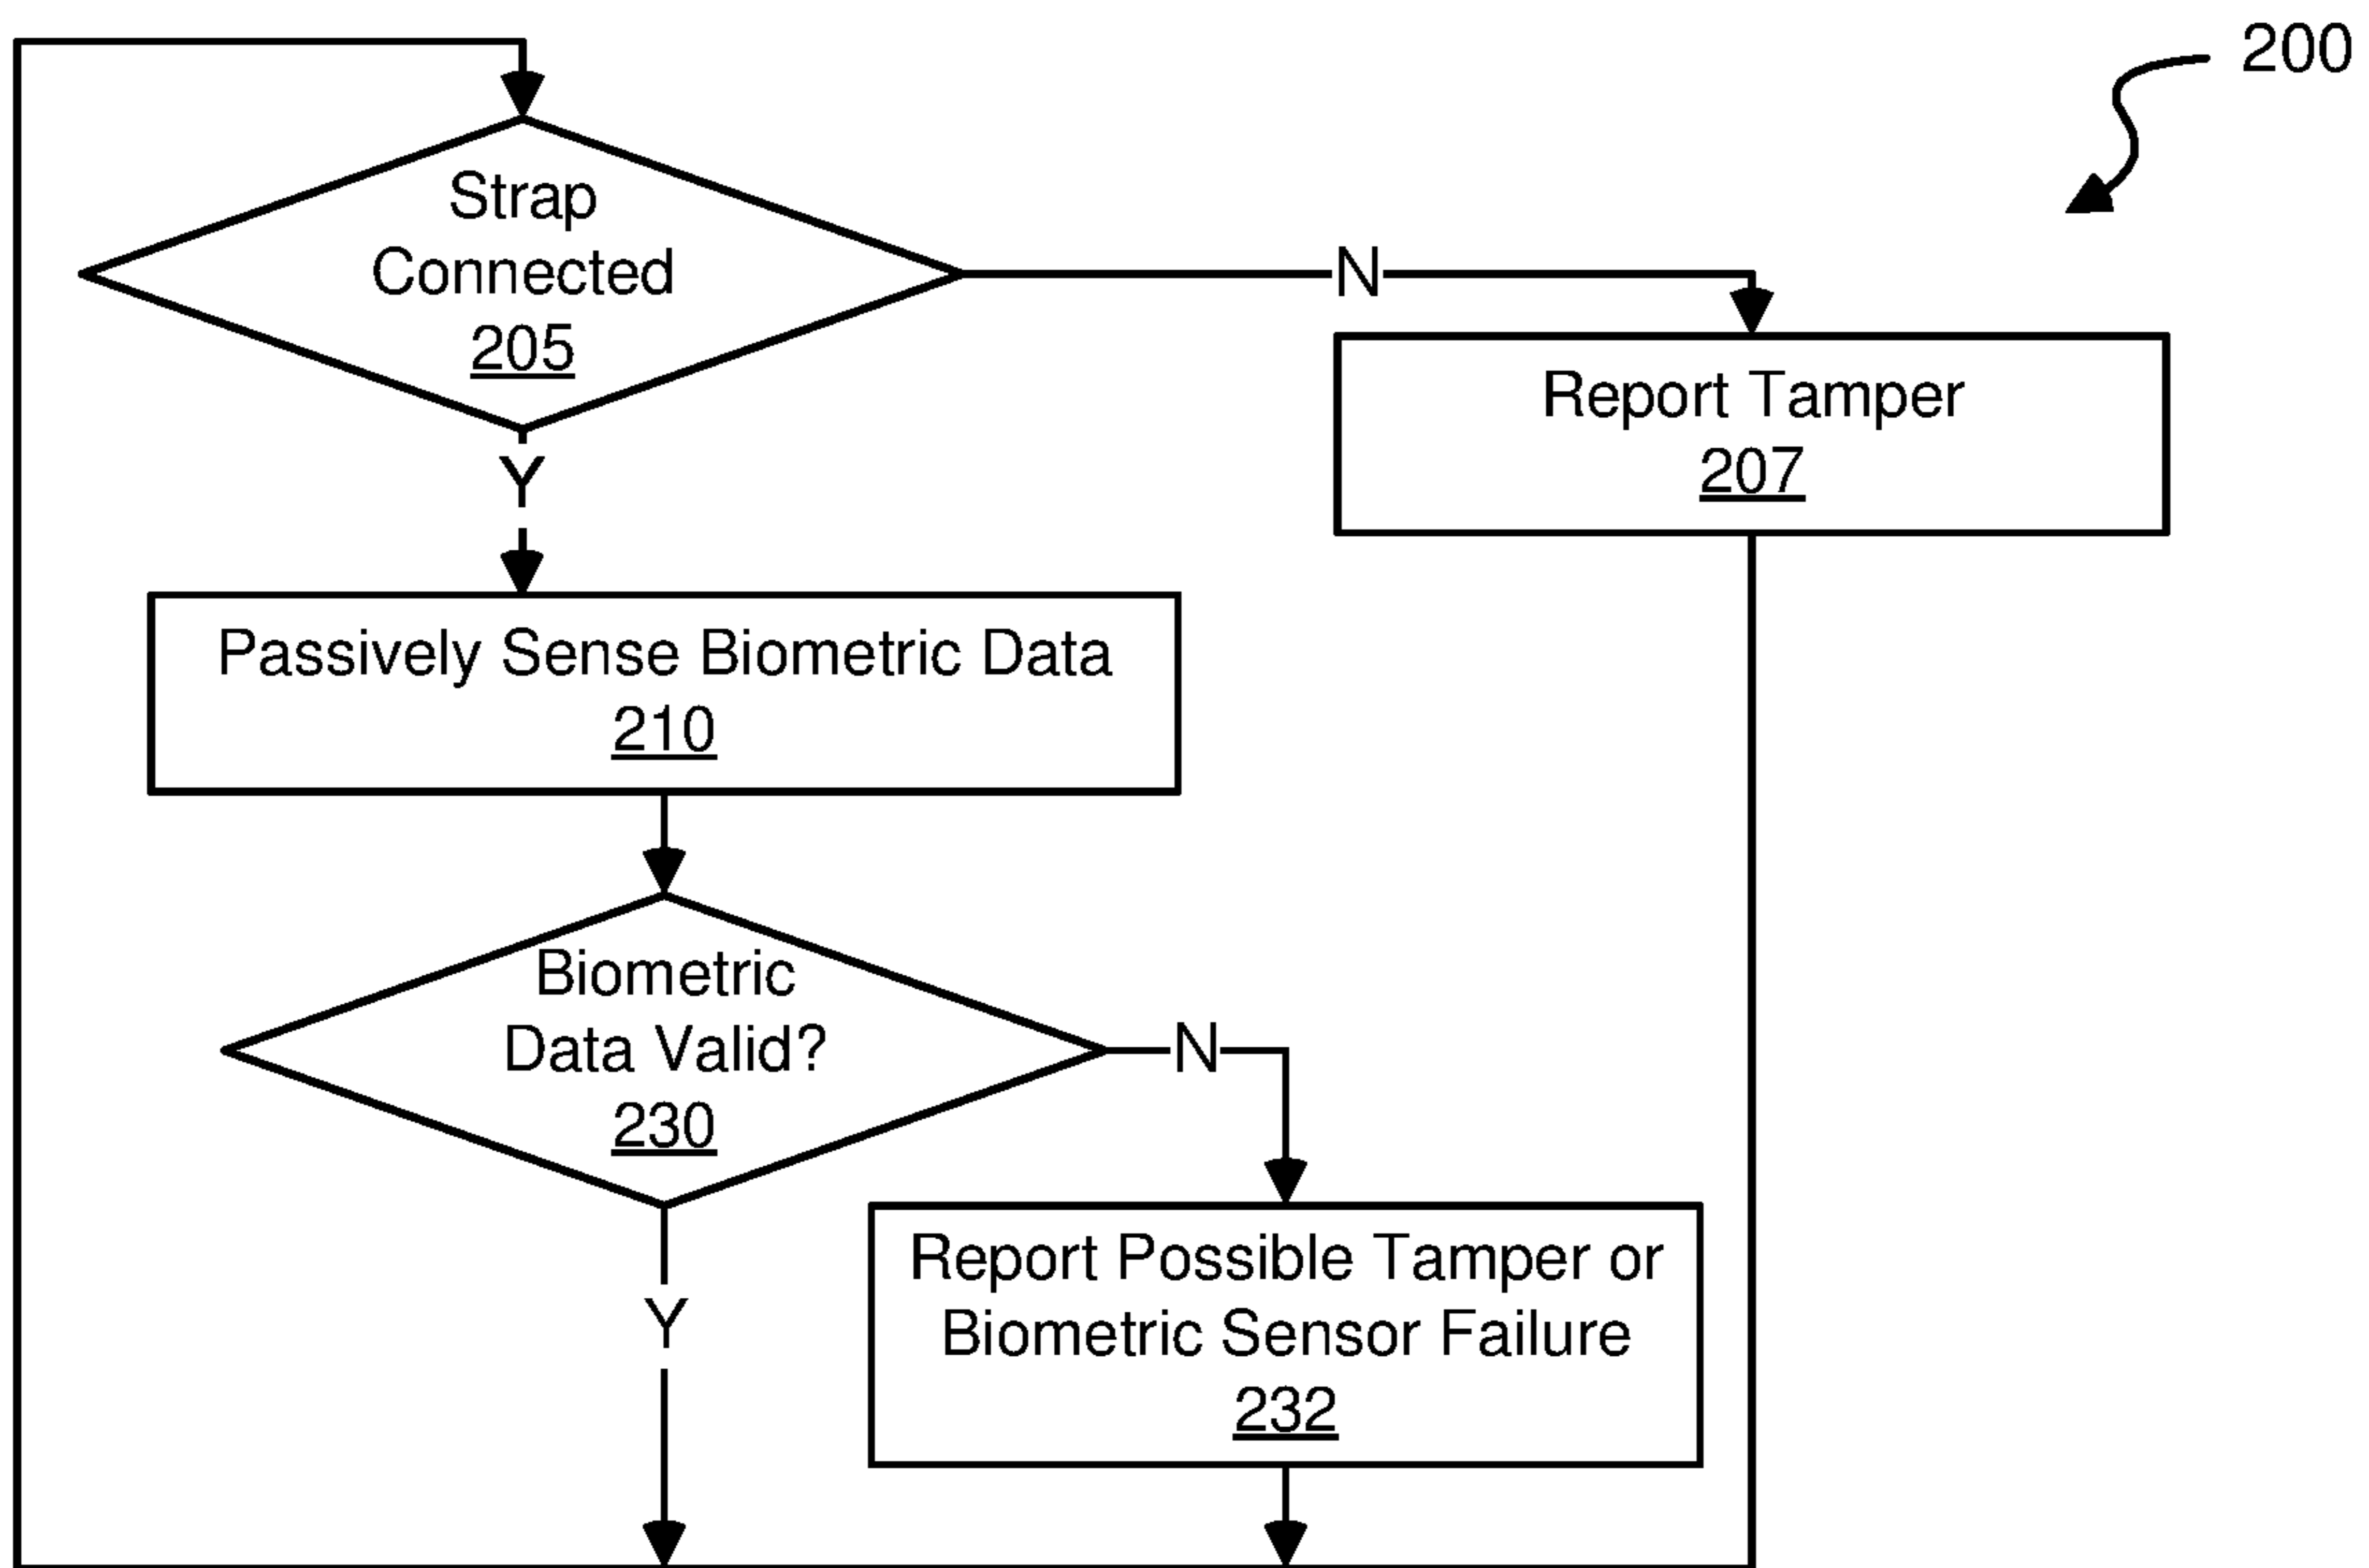 200
Strap
Connected
205
N
Report Tamper
207
Y
Passively Sense Biometric Data
210
Biometric
Data Valid?
230
N
Report Possible Tamper or
Biometric Sensor Failure
232
Y